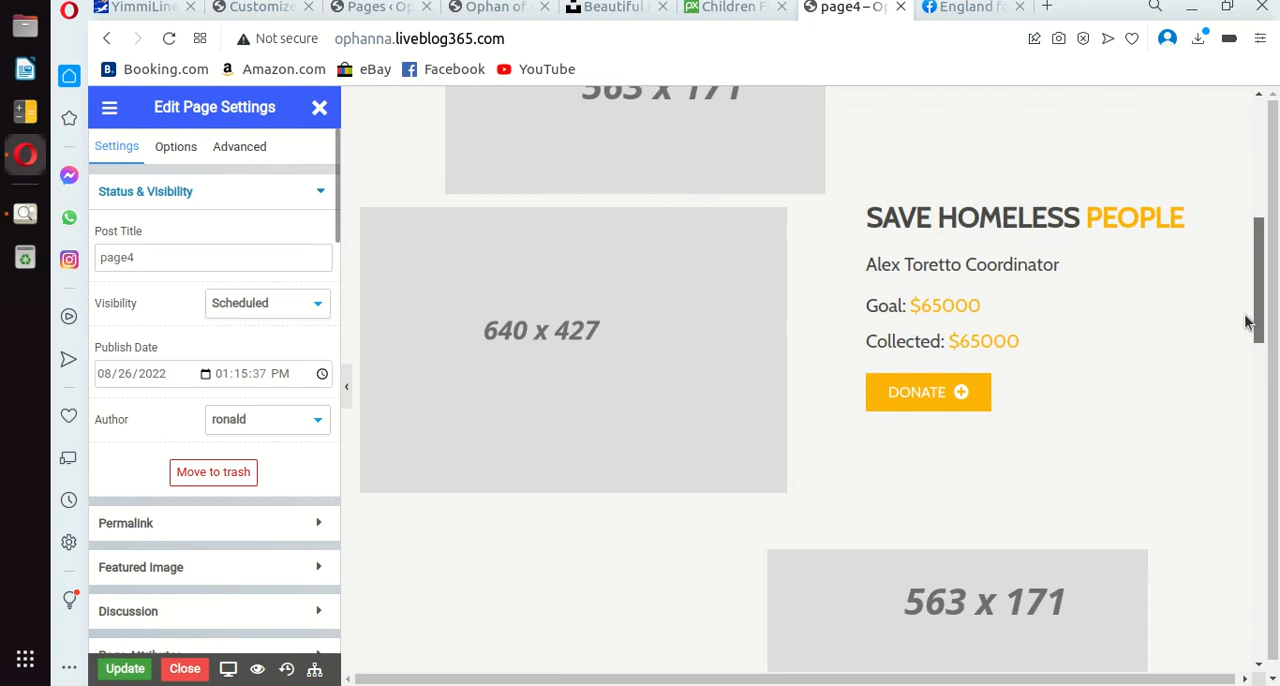 YimmiLine
Customize
Pages ‹ Op
Ophan of
Beautiful
Children F
page4 – O
England fo
Not secure
ophanna.liveblog365.com
B. Booking.com
a Amazon.com
eBay
Facebook
YouTube
Edit Page Settings
Settings
Options
Advanced
Status & Visibility
Post Title
page4
Visibility
Scheduled
Publish Date
08/26/2022
01:15:37 PM
Author
ronald
Move to trash
Permalink
Featured Image
Discussion
Page Attributes
Update
Close
563 x 171
640 x 427
SAVE HOMELESS PEOPLE
Alex Toretto Coordinator
Goal: $65000
Collected: $65000
DONATE
563 x 171